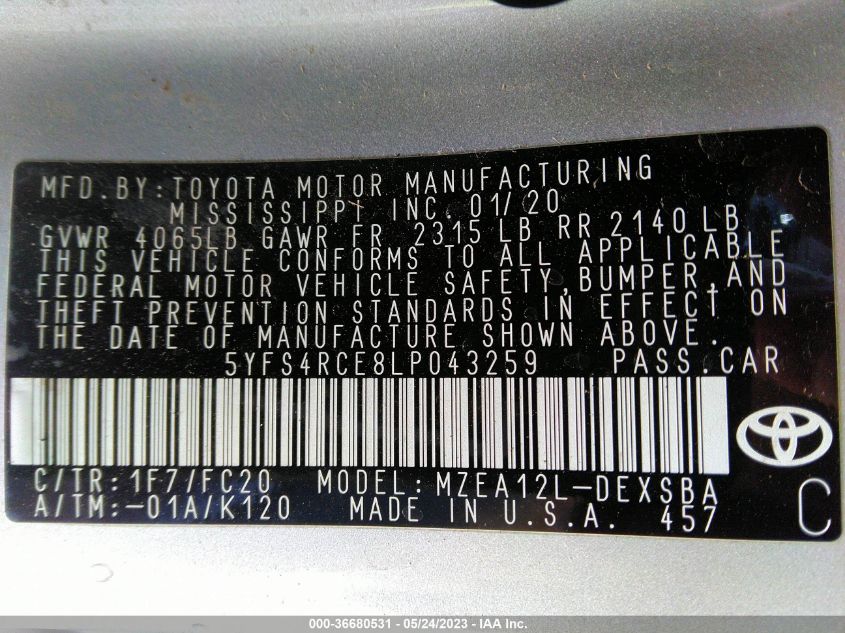 MFD.BY:TOYOTA MOTOR MANUFACTURING
MISSISSIPPI INC. 01/20
GVWR 4065LB GAWR FR 2315 LB RR 2140 LB
THIS VEHICLE CONFORMS TO ALL APPLICABLE
FEDERAL MOTOR VEHICLE SAFETY,BUMPER,AND
THEFT PREVENTION STANDARDS IN EFFECT ON
THE DATE OF MANUFACTURE SHOWN ABOVE.
5YFS4RCE8LP043259 PASS.CAR
C/TR:1F7/FC20 MODEL:MZEA12L-DEXSBA
A/TM:-01A/K120 MADE IN U.S.A. 457 C
000-36680531 - 05/24/2023 - IAA Inc.